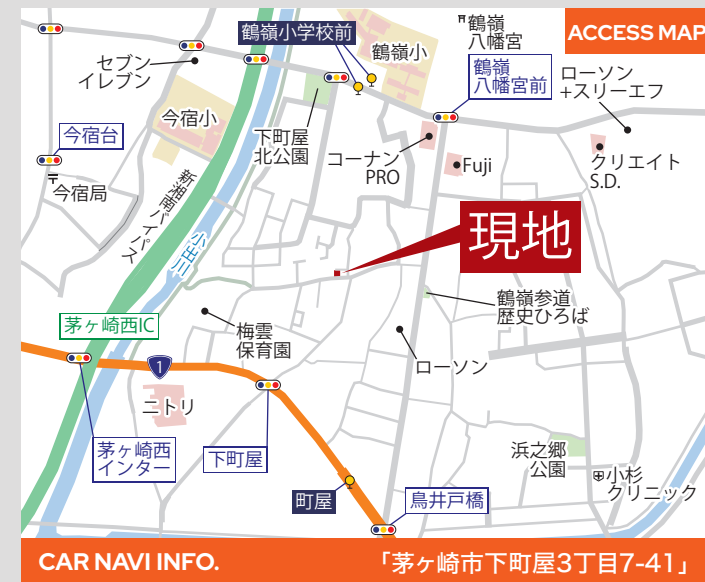 ACCESS MAP
鶴嶺小学校前
鶴嶺小
鶴嶺
八幡宮
鶴嶺
八幡宮前
セブン
イレブン
ローソン
+スリーエフ
今宿小
今宿台
〒
今宿局
下町屋
北公園
コーナン
PRO
Fuji
クリエイト
S.D.
新湘南バイパス
小出川
現地
鶴嶺参道
歴史ひろば
茅ヶ崎西IC
梅雲
保育園
ローソン
1
ニトリ
茅ヶ崎西
インター
下町屋
浜之郷
公園
小杉
クリニック
町屋
鳥井戸橋
CAR NAVI INFO.
「茅ヶ崎市下町屋3丁目7-41」